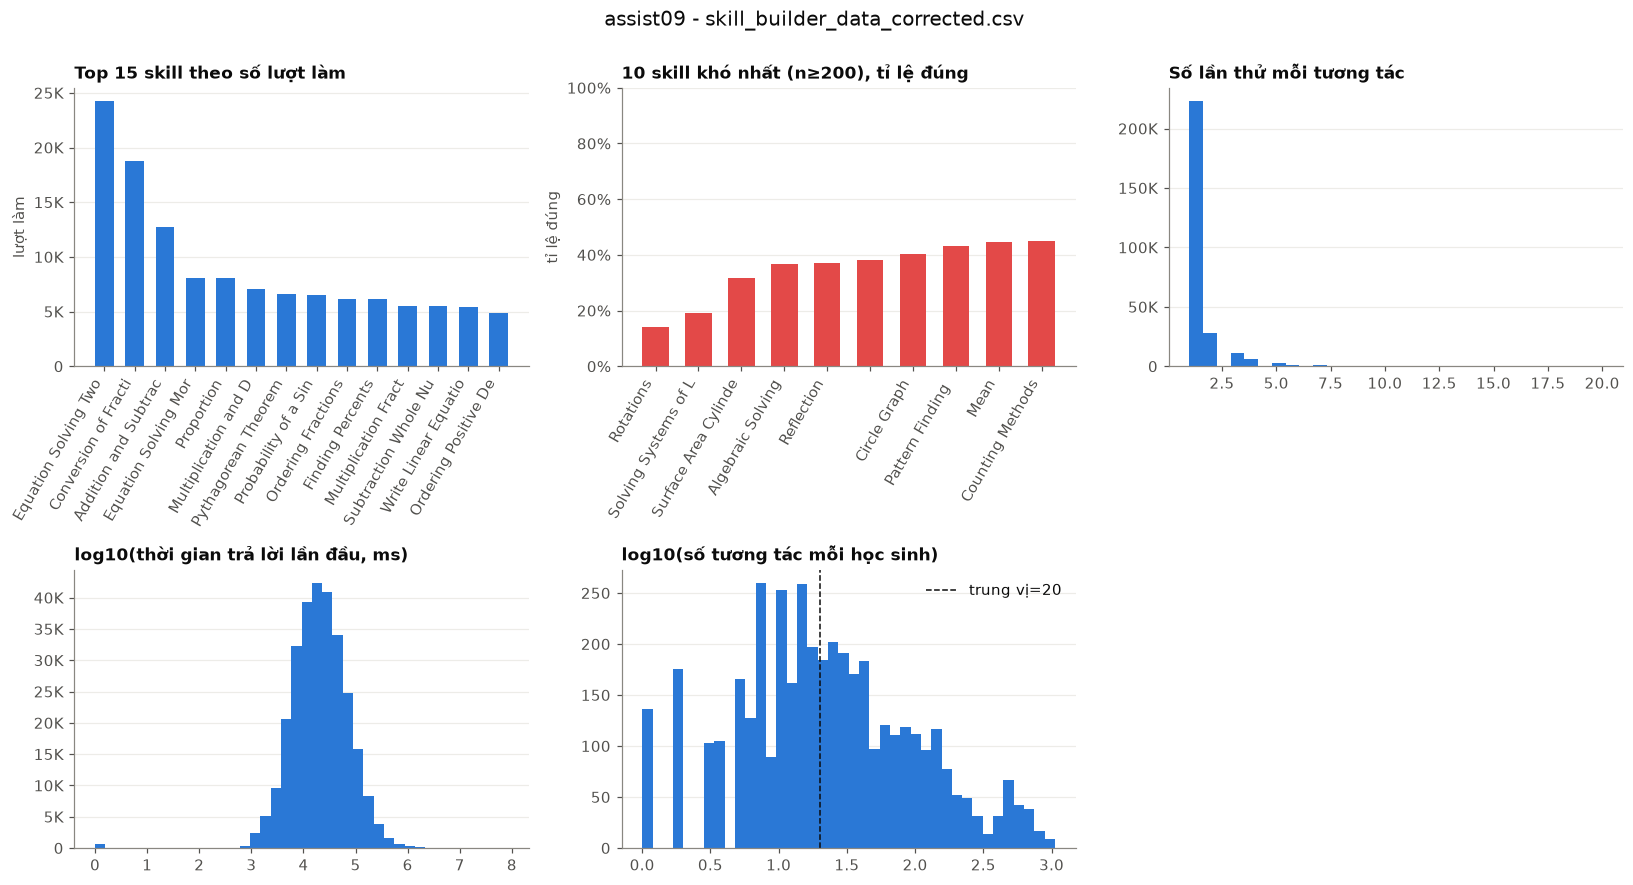 assist09 - skill_builder_data_corrected.csv
Top 15 skill theo số lượt làm
lượt làm
25K
20K
15K
10K
5K
0
Equation Solving Two
Conversion of Fracti
Addition and Subtrac
Equation Solving Mor
Proportion
Multiplication and D
Pythagorean Theorem
Probability of a Sin
Ordering Fractions
Finding Percents
Multiplication Fract
Subtraction Whole Nu
Write Linear Equatio
Ordering Positive De
10 skill khó nhất (n≥200), tỉ lệ đúng
tỉ lệ đúng
100%
80%
60%
40%
20%
0%
Rotations
Solving Systems of L
Surface Area Cylinde
Algebraic Solving
Reflection
Circle Graph
Pattern Finding
Mean
Counting Methods
Số lần thử mỗi tương tác
200K
150K
100K
50K
0
2.5 5.0 7.5 10.0 12.5 15.0 17.5 20.0
log10(thời gian trả lời lần đầu, ms)
40K
35K
30K
25K
20K
15K
10K
5K
0
0 1 2 3 4 5 6 7 8
log10(số tương tác mỗi học sinh)
trung vị=20
250
200
150
100
50
0
0.0 0.5 1.0 1.5 2.0 2.5 3.0